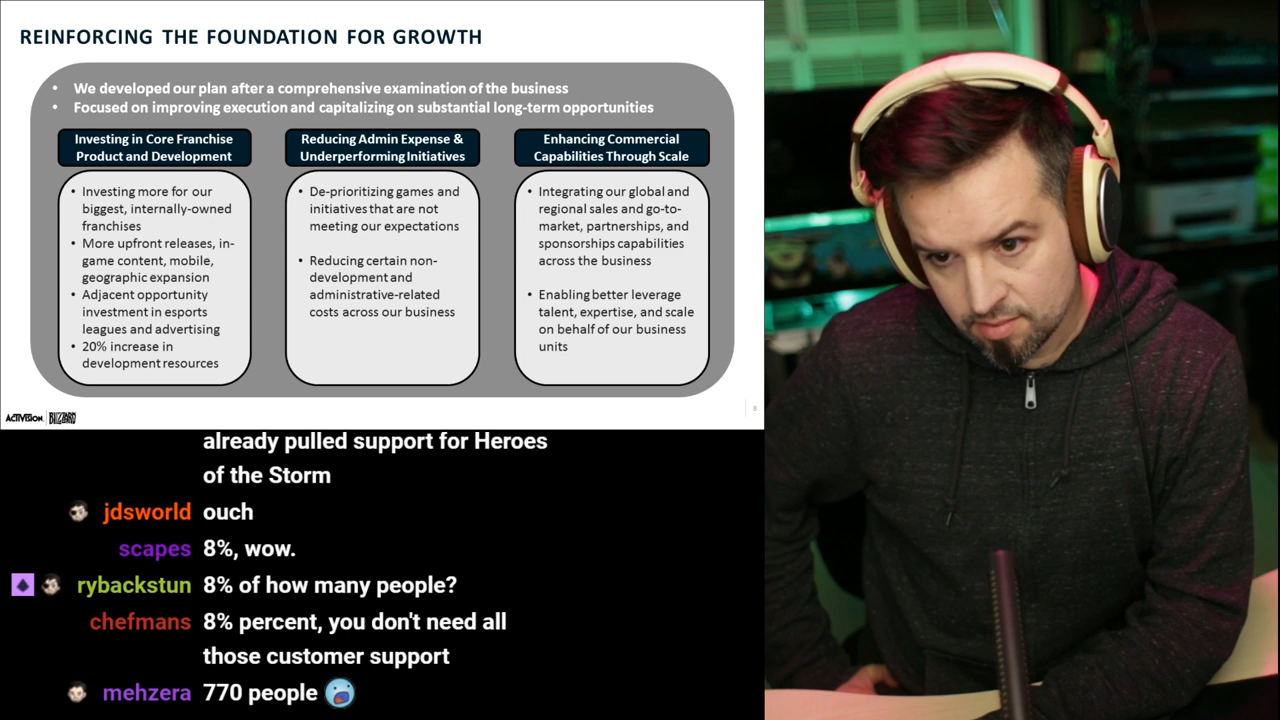 REINFORCING THE FOUNDATION FOR GROWTH
• We developed our plan after a comprehensive examination of the business
• Focused on improving execution and capitalizing on substantial long-term opportunities
Investing in Core Franchise
Product and Development
• Investing more for our
biggest, internally-owned
franchises
• More upfront releases, in-
game content, mobile,
geographic expansion
• Adjacent opportunity
investment in esports
leagues and advertising
• 20% increase in
development resources
Reducing Admin Expense &
Underperforming Initiatives
• De-prioritizing games and
initiatives that are not
meeting our expectations
• Reducing certain non-
development and
administrative-related
costs across our business
Enhancing Commercial
Capabilities Through Scale
• Integrating our global and
regional sales and go-to-
market, partnerships, and
sponsorships capabilities
across the business
• Enabling better leverage
talent, expertise, and scale
on behalf of our business
units
ACTIVISION BLIZZARD
8
already pulled support for Heroes
of the Storm
jdsworld ouch
scapes 8%, wow.
rybackstun 8% of how many people?
chefmans 8% percent, you don't need all
those customer support
mehzera 770 people